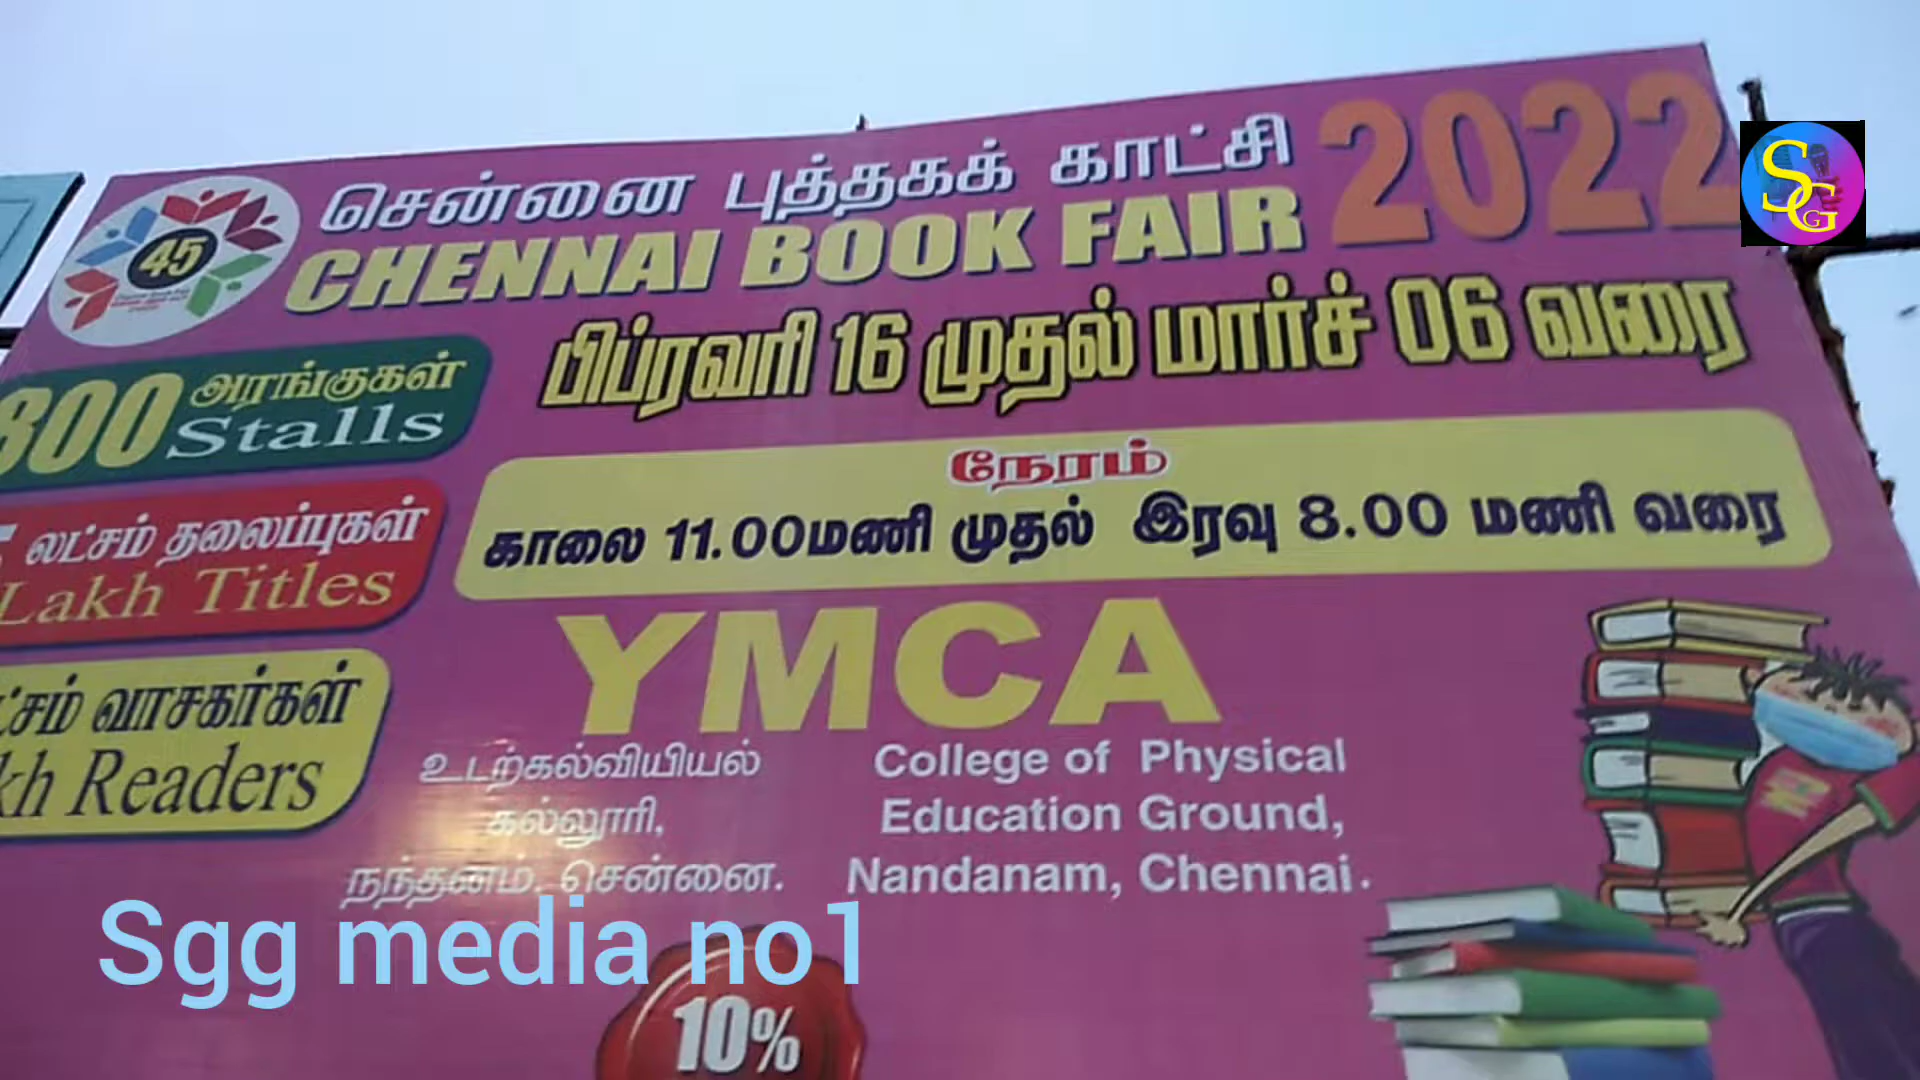 சென்னை புத்தகக் காட்சி 2022
CHENNAI BOOK FAIR
45
பிப்ரவரி 16 முதல் மார்ச் 06 வரை
800 அரங்குகள்
Stalls
நேரம்
காலை 11.00மணி முதல் இரவு 8.00 மணி வரை
லட்சம் தலைப்புகள்
Lakh Titles
வாசகர்கள்
Readers
YMCA
உடற்கல்வியியல்
கல்லூரி,
நந்தனம். சென்னை.
College of Physical
Education Ground,
Nandanam, Chennai.
Sgg media no1
10%
SGG